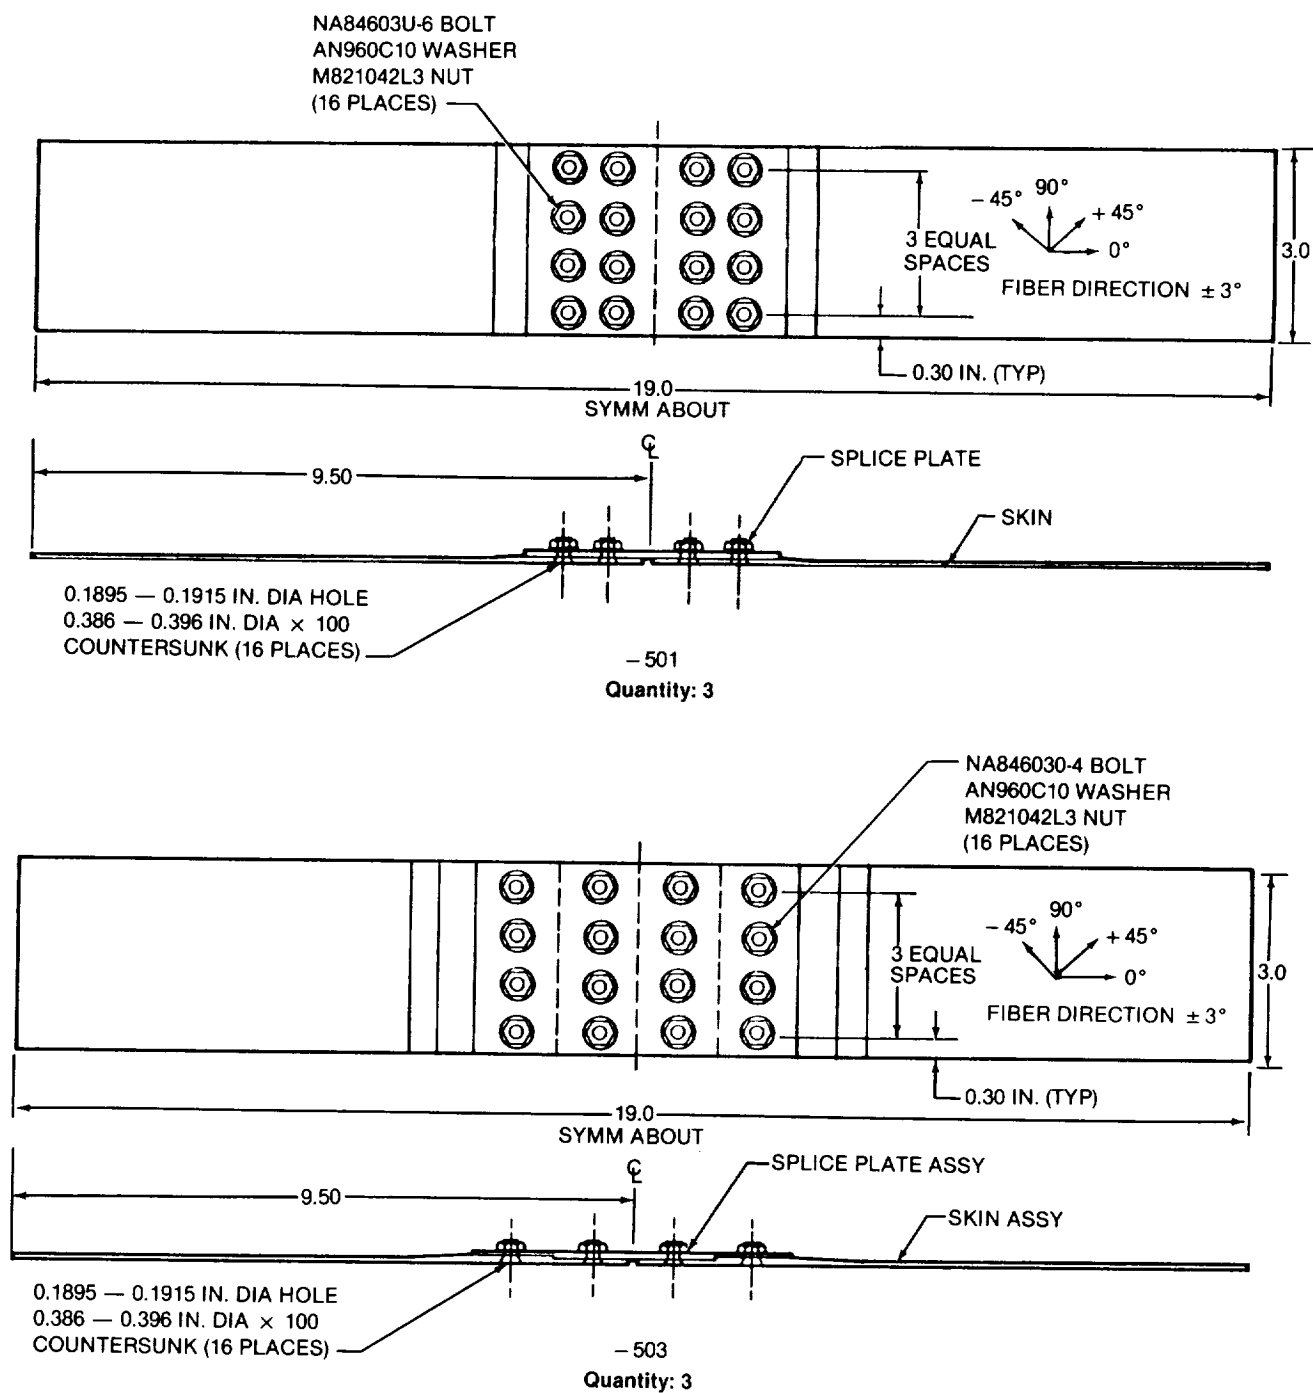 NA84603U-6 BOLT
AN960C10 WASHER
M821042L3 NUT
(16 PLACES)
90°
– 45°
+ 45°
3 EQUAL
SPACES
0°
3.0
FIBER DIRECTION ± 3°
0.30 IN. (TYP)
19.0
SYMM ABOUT
℄
9.50
SPLICE PLATE
SKIN
0.1895 — 0.1915 IN. DIA HOLE
0.386 — 0.396 IN. DIA × 100
COUNTERSUNK (16 PLACES)
– 501
Quantity: 3
NA846030-4 BOLT
AN960C10 WASHER
M821042L3 NUT
(16 PLACES)
90°
– 45°
+ 45°
3 EQUAL
SPACES
0°
3.0
FIBER DIRECTION ± 3°
0.30 IN. (TYP)
19.0
SYMM ABOUT
℄
9.50
SPLICE PLATE ASSY
SKIN ASSY
0.1895 — 0.1915 IN. DIA HOLE
0.386 — 0.396 IN. DIA × 100
COUNTERSUNK (16 PLACES)
– 503
Quantity: 3